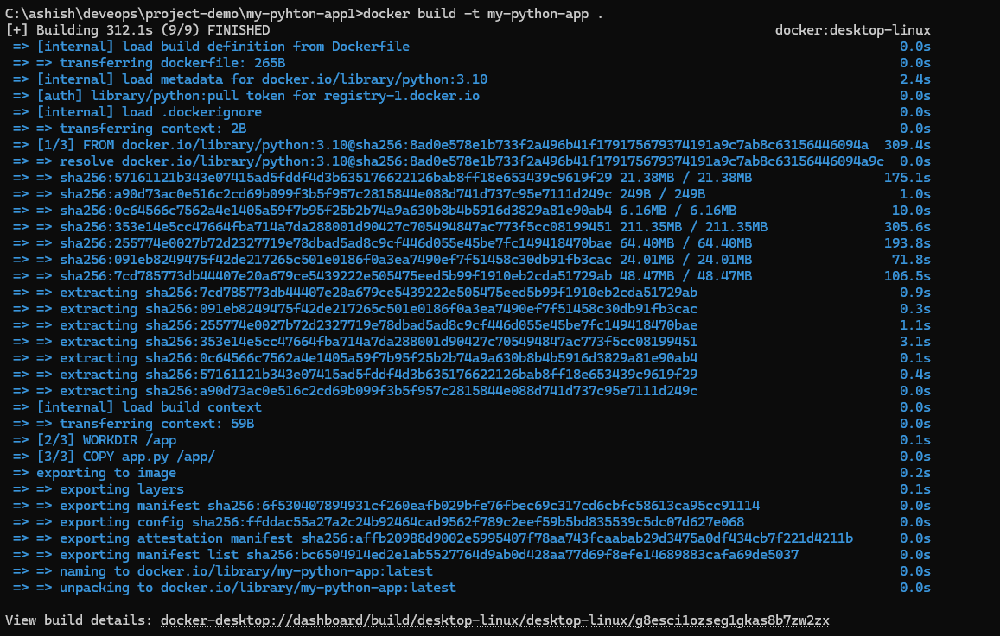 C:\ashish\deveops\project-demo\my-pyhton-app1>docker build -t my-python-app .
[+] Building 312.1s (9/9) FINISHED docker:desktop-linux
=> [internal] load build definition from Dockerfile 0.0s
=> => transferring dockerfile: 265B 0.0s
=> [internal] load metadata for docker.io/library/python:3.10 2.4s
=> [auth] library/python:pull token for registry-1.docker.io 0.0s
=> [internal] load .dockerignore 0.0s
=> => transferring context: 2B 0.0s
=> [1/3] FROM docker.io/library/python:3.10@sha256:8ad0e578e1b733f2a496b41f179175679374191a9c7ab8c63156446094a 309.4s
=> => resolve docker.io/library/python:3.10@sha256:8ad0e578e1b733f2a496b41f179175679374191a9c7ab8c63156446094a9c 0.0s
=> => sha256:57161121b343e07415ad5fddf4d3b635176622126bab8ff18e653439c9619f29 21.38MB / 21.38MB 175.1s
=> => sha256:a90d73ac0e516c2cd69b099f3b5f957c2815844e088d741d737c95e7111d249c 249B / 249B 1.0s
=> => sha256:0c64566c7562a4e1405a59f7b95f25b2b74a9a630b8b4b5916d3829a81e90ab4 6.16MB / 6.16MB 10.0s
=> => sha256:353e14e5cc47664fba714a7da288001d90427c705494847ac773f5cc08199451 211.35MB / 211.35MB 305.6s
=> => sha256:255774e0027b72d2327719e78dbad5ad8c9cf446d055e45be7fc149418470bae 64.40MB / 64.40MB 193.8s
=> => sha256:091eb8249475f42de217265c501e0186f0a3ea7490ef7f51458c30db91fb3cac 24.01MB / 24.01MB 71.8s
=> => sha256:7cd785773db44407e20a679ce5439222e505475eed5b99f1910eb2cda51729ab 48.47MB / 48.47MB 106.5s
=> => extracting sha256:7cd785773db44407e20a679ce5439222e505475eed5b99f1910eb2cda51729ab 0.9s
=> => extracting sha256:091eb8249475f42de217265c501e0186f0a3ea7490ef7f51458c30db91fb3cac 0.3s
=> => extracting sha256:255774e0027b72d2327719e78dbad5ad8c9cf446d055e45be7fc149418470bae 1.1s
=> => extracting sha256:353e14e5cc47664fba714a7da288001d90427c705494847ac773f5cc08199451 3.1s
=> => extracting sha256:0c64566c7562a4e1405a59f7b95f25b2b74a9a630b8b4b5916d3829a81e90ab4 0.1s
=> => extracting sha256:57161121b343e07415ad5fddf4d3b635176622126bab8ff18e653439c9619f29 0.4s
=> => extracting sha256:a90d73ac0e516c2cd69b099f3b5f957c2815844e088d741d737c95e7111d249c 0.0s
=> [internal] load build context 0.0s
=> => transferring context: 59B 0.0s
=> [2/3] WORKDIR /app 0.1s
=> [3/3] COPY app.py /app/ 0.0s
=> exporting to image 0.2s
=> => exporting layers 0.1s
=> => exporting manifest sha256:6f530407894931cf260eafb029bfe76fbec69c317cd6cbfc58613ca95cc91114 0.0s
=> => exporting config sha256:ffddac55a27a2c24b92464cad9562f789c2eef59b5bd835539c5dc07d627e068 0.0s
=> => exporting attestation manifest sha256:affb20988d9002e5995407f78aa743fcaabab29d3475a0df434cb7f221d4211b 0.0s
=> => exporting manifest list sha256:bc6504914ed2e1ab5527764d9ab0d428aa77d69f8efe14689883cafa69de5037 0.0s
=> => naming to docker.io/library/my-python-app:latest 0.0s
=> => unpacking to docker.io/library/my-python-app:latest 0.0s
View build details: docker-desktop://dashboard/build/desktop-linux/desktop-linux/g8esci1ozseg1gkas8b7zw2zx